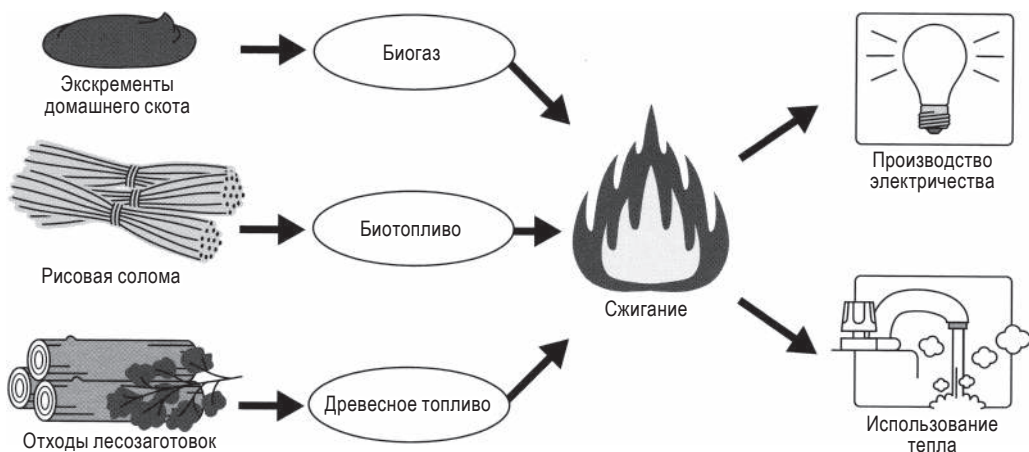 Экскременты
домашнего скота
Биогаз
Рисовая солома
Биотопливо
Отходы лесозаготовок
Древесное топливо
Сжигание
Производство
электричества
Использование
тепла